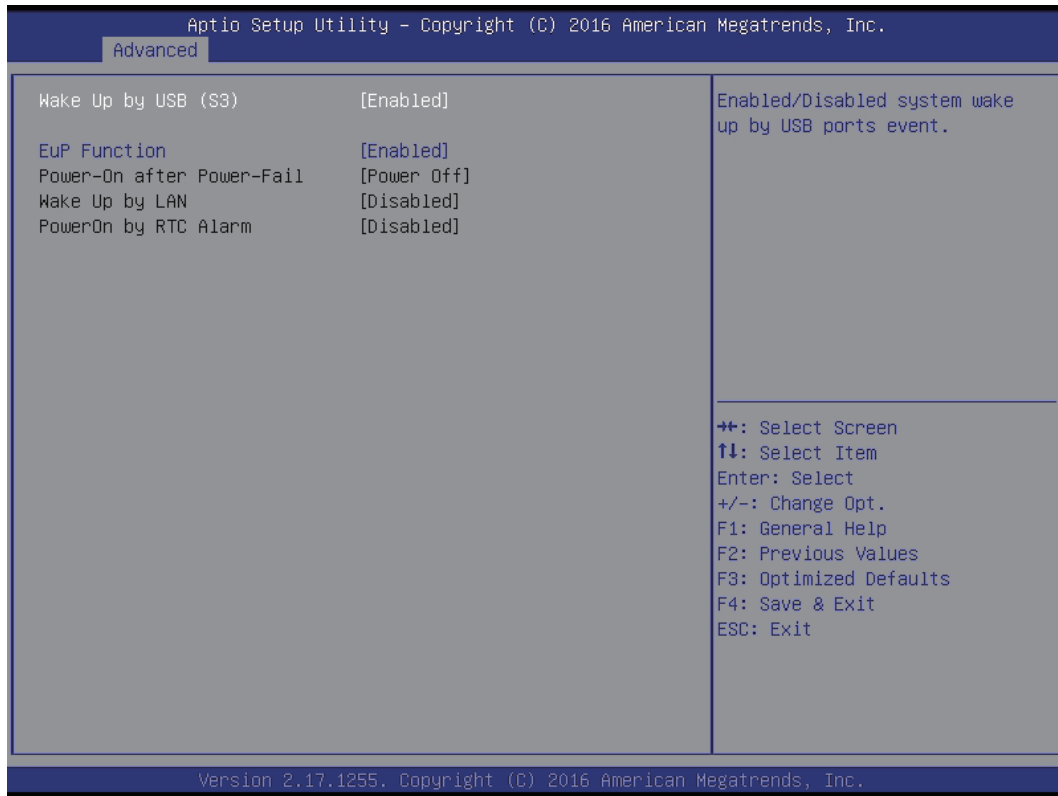 Aptio Setup Utility – Copyright (C) 2016 American Megatrends, Inc.
Advanced
Wake Up by USB (S3) [Enabled]
EuP Function [Enabled]
Power-On after Power-Fail [Power Off]
Wake Up by LAN [Disabled]
PowerOn by RTC Alarm [Disabled]
Enabled/Disabled system wake
up by USB ports event.
→←: Select Screen
↑↓: Select Item
Enter: Select
+/-: Change Opt.
F1: General Help
F2: Previous Values
F3: Optimized Defaults
F4: Save & Exit
ESC: Exit
Version 2.17.1255. Copyright (C) 2016 American Megatrends, Inc.